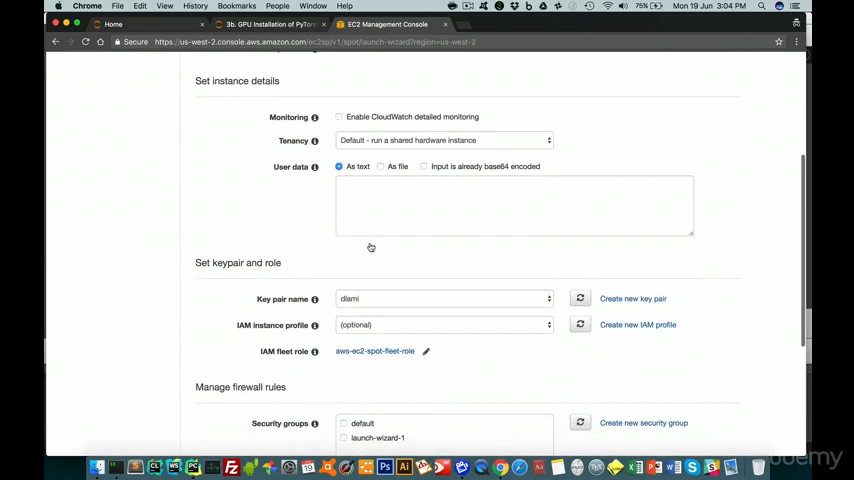 Chrome File Edit View History Bookmarks People Window Help 75% Mon 19 Jun 3:04 PM
Home 3b. GPU Installation of PyTorc EC2 Management Console
Secure https://us-west-2.console.aws.amazon.com/ec2sp/v1/spot/launch-wizard?region=us-west-2
Set instance details
Monitoring Enable CloudWatch detailed monitoring
Tenancy Default - run a shared hardware instance
User data As text As file Input is already base64 encoded
Set keypair and role
Key pair name dlami Create new key pair
IAM instance profile (optional) Create new IAM profile
IAM fleet role aws-ec2-spot-fleet-role
Manage firewall rules
Security groups default Create new security group
launch-wizard-1
udemy